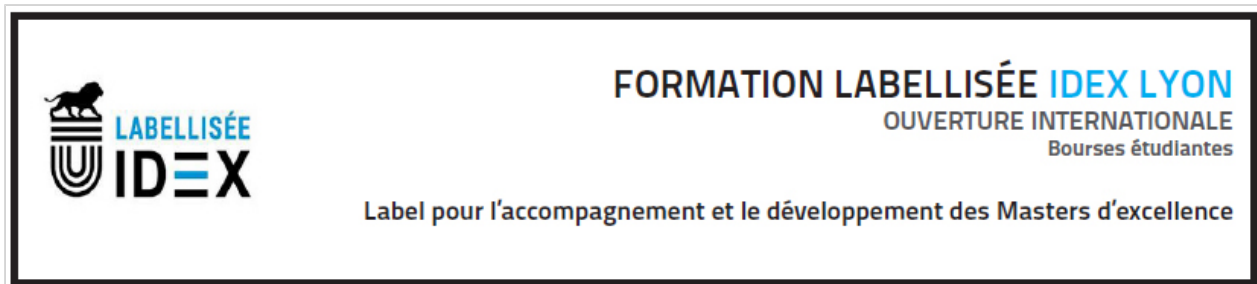 LABELLISÉE
IDEX
FORMATION LABELLISÉE IDEX LYON
OUVERTURE INTERNATIONALE
Bourses étudiantes
Label pour l'accompagnement et le développement des Masters d'excellence